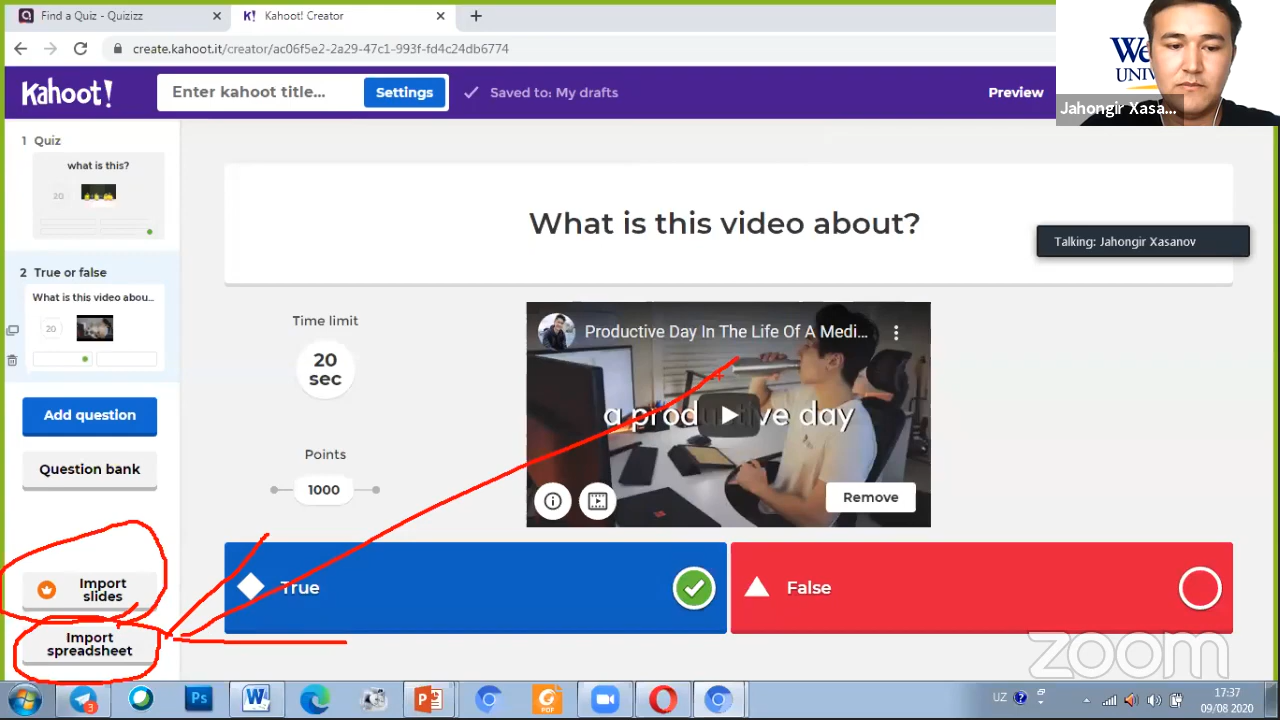 Find a Quiz - Quizizz
K! Kahoot! Creator
create.kahoot.it/creator/ac06f5e2-2a29-47c1-993f-fd4c24db6774
Kahoot!
Enter kahoot title...
Settings
Saved to: My drafts
Preview
UNI
Jahongir Xasa...
1 Quiz
what is this?
20
2 True or false
What is this video abou...
20
Add question
Question bank
Import
slides
Import
spreadsheet
What is this video about?
Talking: Jahongir Xasanov
Time limit
20
sec
Points
1000
Productive Day In The Life Of A Medi...
a productive day
Remove
True
False
zoom
3
Ps
W
P
PDF
UZ
17:37
09/08 2020